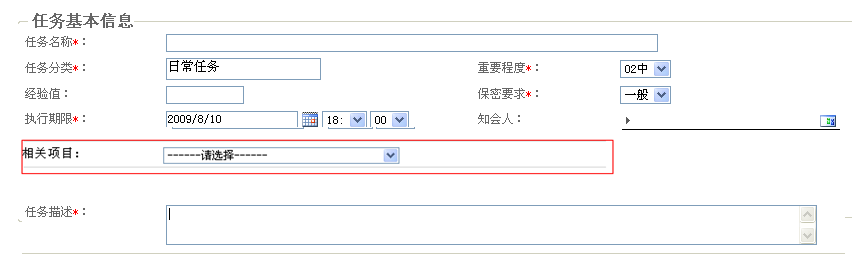 任务基本信息
任务名称*：
任务分类*： 日常任务 重要程度*： 02中
经验值： 保密要求*： 一般
执行期限*： 2009/8/10 18: 00 知会人：
相关项目： ------请选择------
任务描述*：